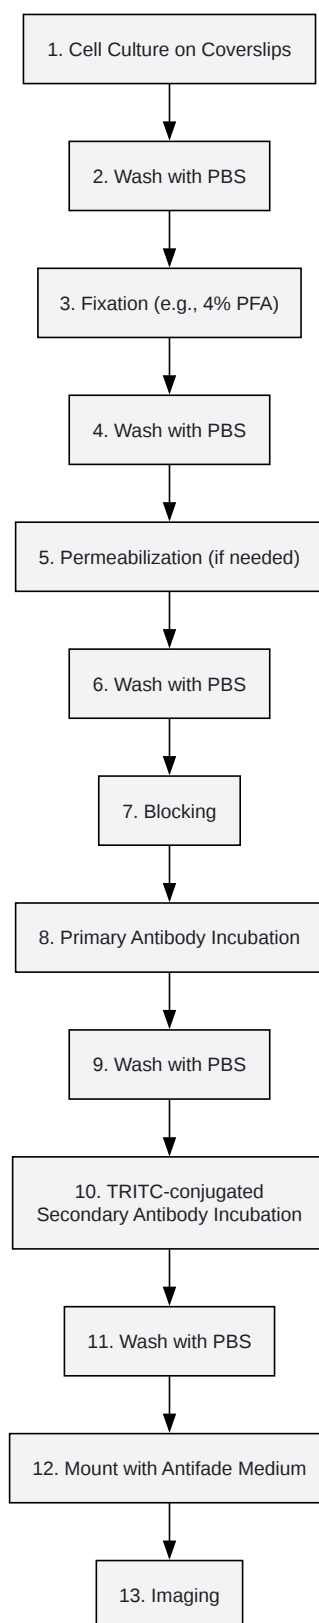 1. Cell Culture on Coverslips
2. Wash with PBS
3. Fixation (e.g., 4% PFA)
4. Wash with PBS
5. Permeabilization (if needed)
6. Wash with PBS
7. Blocking
8. Primary Antibody Incubation
9. Wash with PBS
10. TRITC-conjugated
Secondary Antibody Incubation
11. Wash with PBS
12. Mount with Antifade Medium
13. Imaging